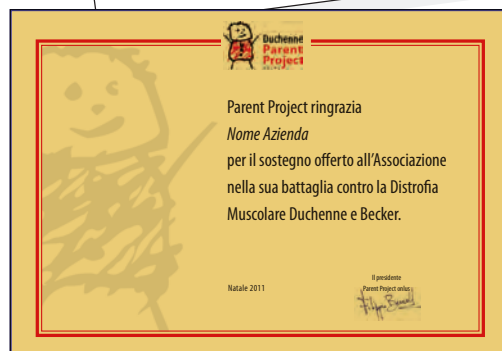 Duchenne
Parent
Project
Parent Project ringrazia
Nome Azienda
per il sostegno offerto all'Associazione
nella sua battaglia contro la Distrofia
Muscolare Duchenne e Becker.
Natale 2011
Il presidente
Parent Project onlus